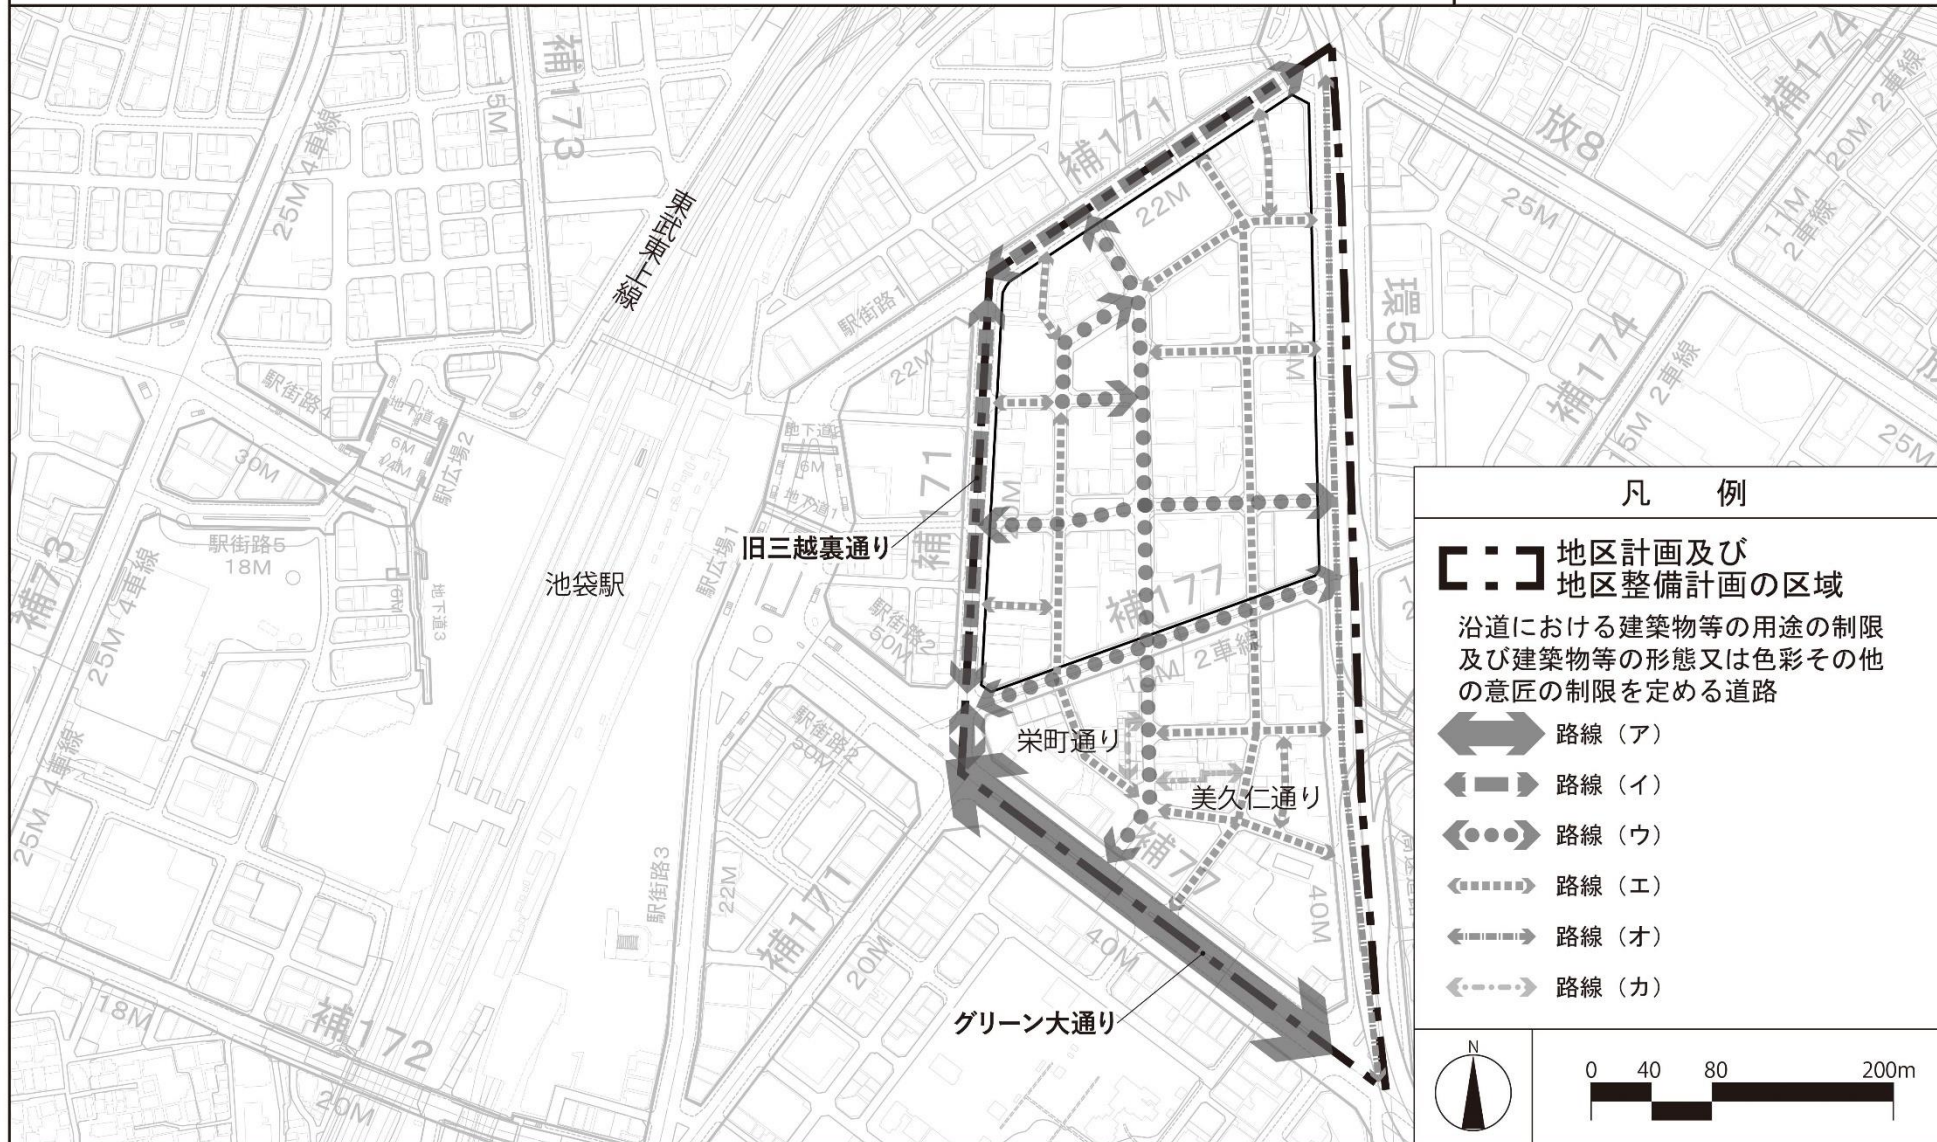 補173
15M
25M 4車線
東武東上線
補171
22M
放8
25M
補174
20M 2車線
11M
2車線
環5の1
40M
補174
15M 2車線
25M
駅街路1
22M
駅街路4
6M
30M
駅広場2
地下道1
6M
補171
旧三越裏通り
駅街路5
18M
池袋駅
駅広場1
駅街路2
50M
補73
25M 4車線
地下道3
補177
2車線
駅街路2
50M
栄町通り
美久仁通り
補77
25M 4車線
駅街路3
22M
補171
20M
40M
40M
グリーン大通り
18M
補172
20M
凡 例
地区計画及び
地区整備計画の区域
沿道における建築物等の用途の制限
及び建築物等の形態又は色彩その他
の意匠の制限を定める道路
路線（ア）
路線（イ）
路線（ウ）
路線（エ）
路線（オ）
路線（カ）
N
0 40 80 200m